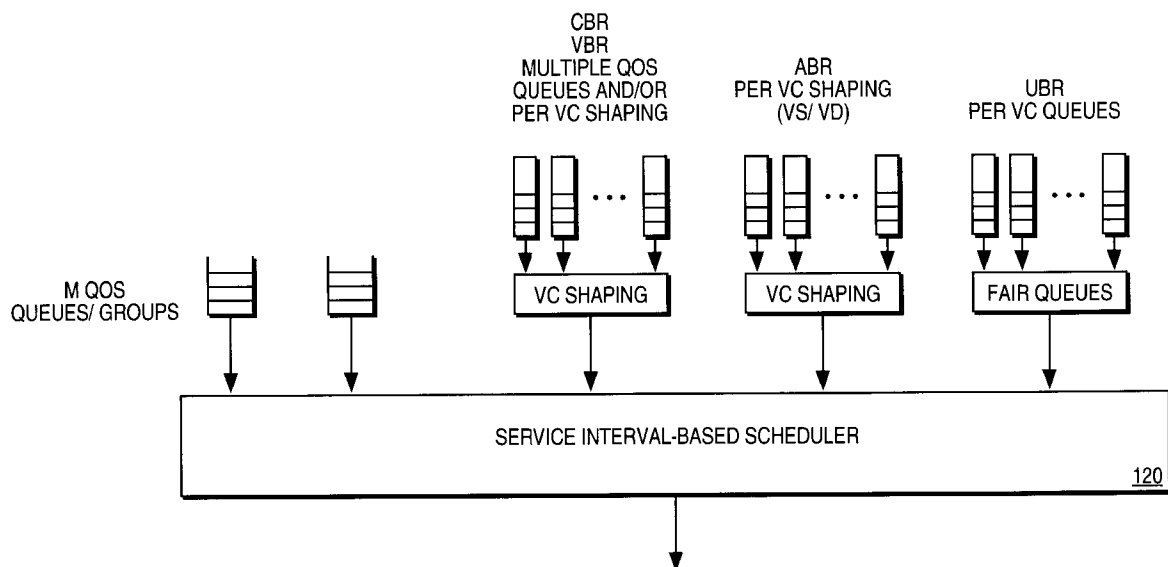 CBR
VBR
MULTIPLE QOS
QUEUES AND/OR
PER VC SHAPING
ABR
PER VC SHAPING
(VS/ VD)
UBR
PER VC QUEUES
M QOS
QUEUES/ GROUPS
VC SHAPING
VC SHAPING
FAIR QUEUES
SERVICE INTERVAL-BASED SCHEDULER
120